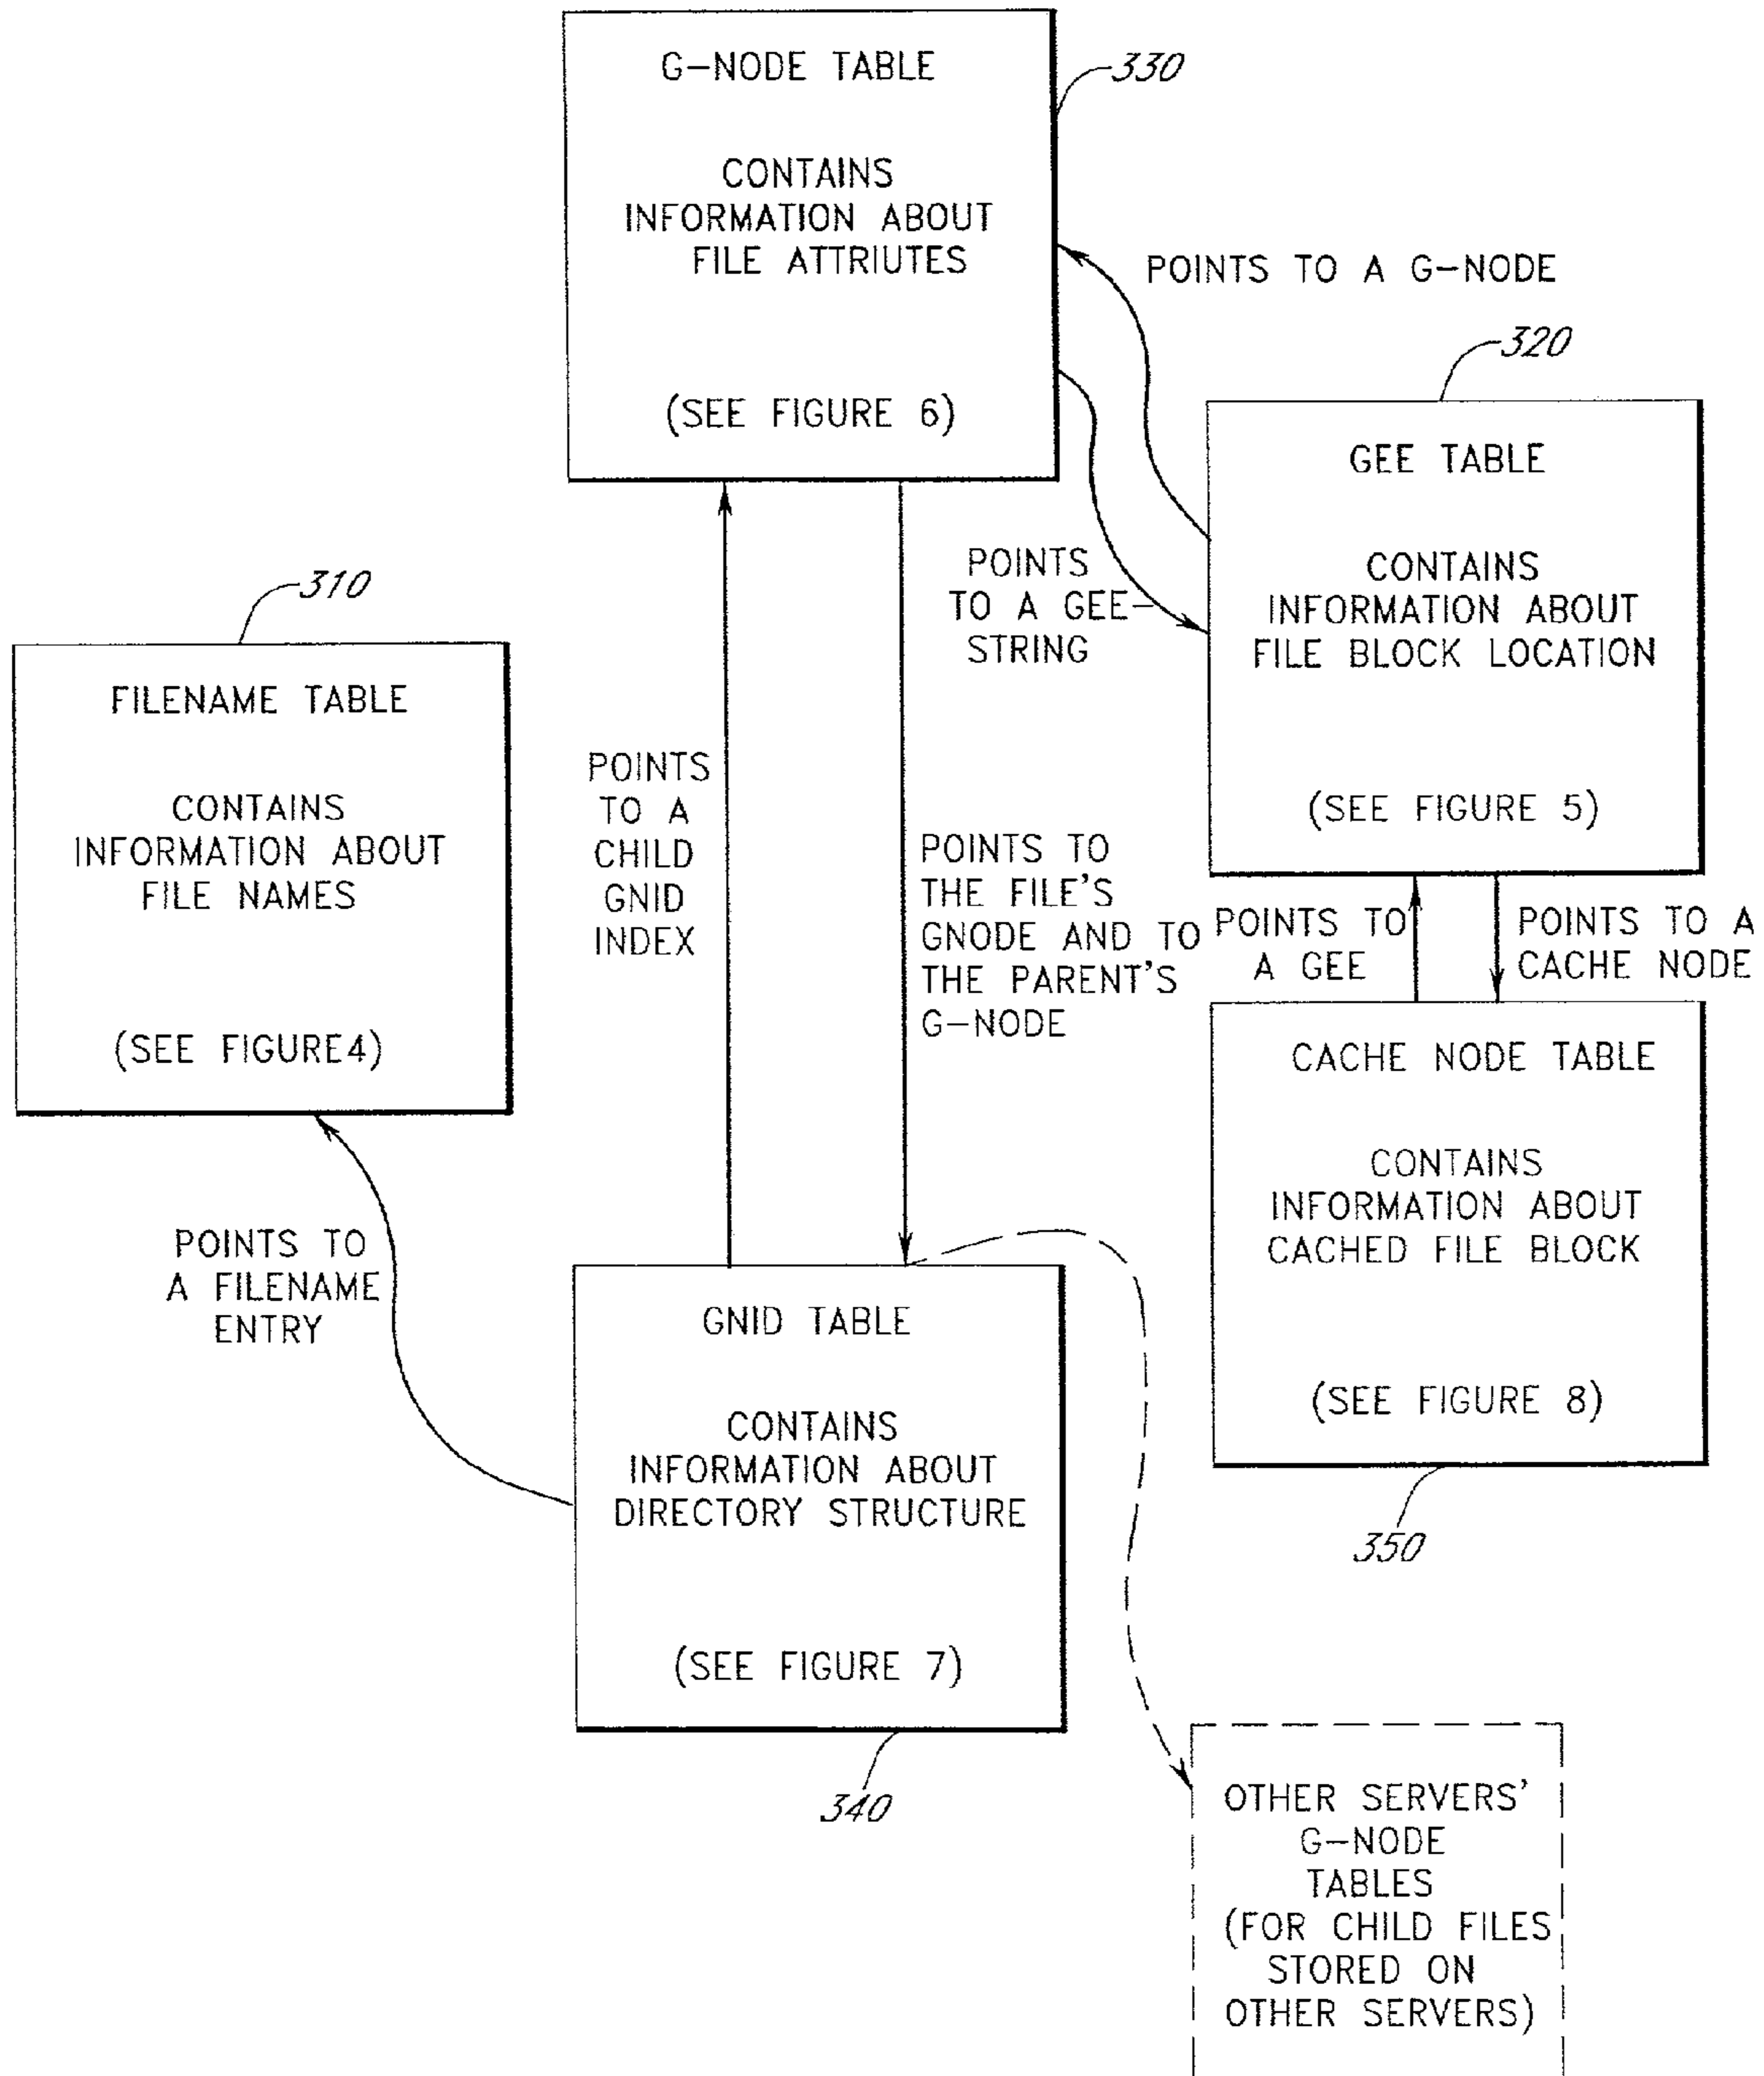 G-NODE TABLE
CONTAINS
INFORMATION ABOUT
FILE ATTRIUTES
(SEE FIGURE 6)
330
POINTS TO A G-NODE
320
GEE TABLE
CONTAINS
INFORMATION ABOUT
FILE BLOCK LOCATION
(SEE FIGURE 5)
POINTS
TO A GEE-
STRING
310
FILENAME TABLE
CONTAINS
INFORMATION ABOUT
FILE NAMES
(SEE FIGURE4)
POINTS
TO A
CHILD
GNID
INDEX
POINTS TO
THE FILE'S
GNODE AND TO
THE PARENT'S
G-NODE
POINTS TO
A GEE
POINTS TO A
CACHE NODE
CACHE NODE TABLE
CONTAINS
INFORMATION ABOUT
CACHED FILE BLOCK
(SEE FIGURE 8)
350
POINTS TO
A FILENAME
ENTRY
GNID TABLE
CONTAINS
INFORMATION ABOUT
DIRECTORY STRUCTURE
(SEE FIGURE 7)
340
OTHER SERVERS'
G-NODE
TABLES
(FOR CHILD FILES
STORED ON
OTHER SERVERS)